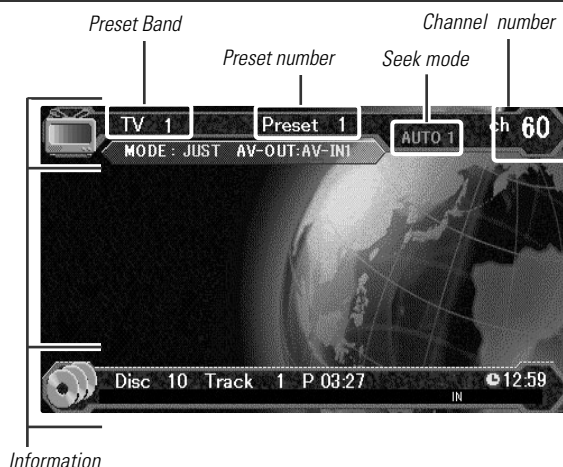 Preset Band
Channel number
Preset number
Seek mode
TV 1
Preset 1
AUTO 1
ch 60
MODE : JUST AV-OUT:AV-IN1
Disc 10 Track 1 P 03:27
12:59
IN
Information